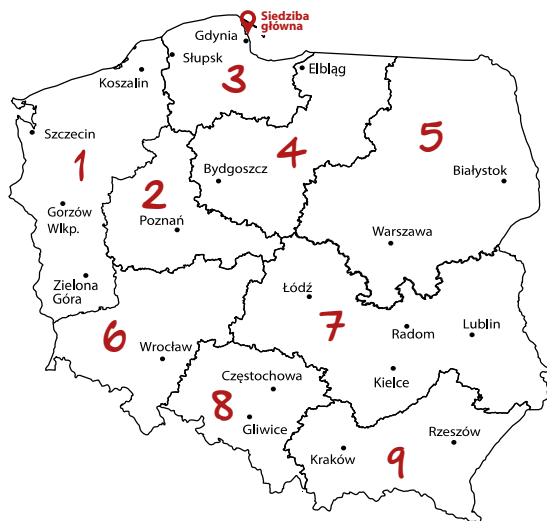 Siedziba
główna
Gdynia
Słupsk
3
Elbląg
Koszalin
Szczecin
1
4
5
2
Bydgoszcz
Białystok
Gorzów
Wlkp.
Poznań
Warszawa
Zielona
Góra
Łódź
6
7
Radom
Lublin
Wrocław
Kielce
Częstochowa
8
Gliwice
Rzeszów
Kraków
9